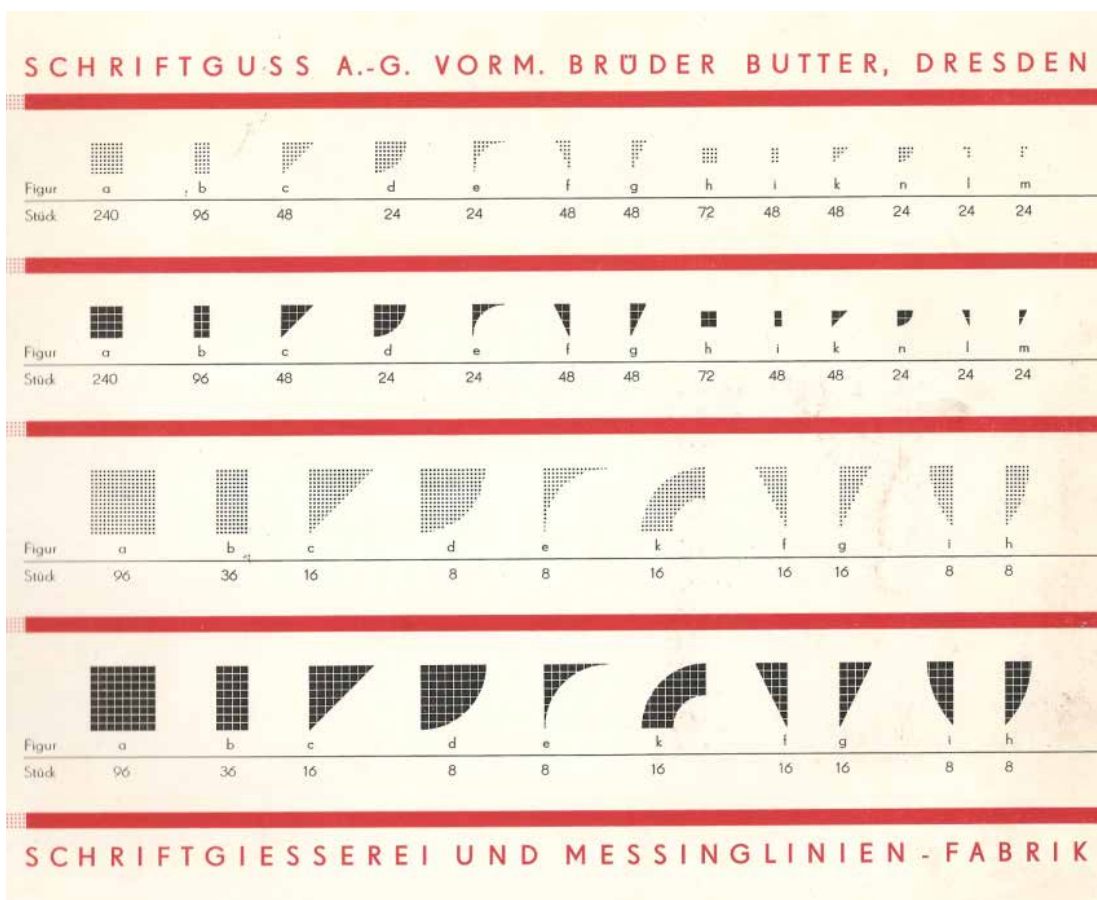 SCHRIFTGUSS A.-G. VORM. BRÜDER BUTTER, DRESDEN
Figur a b c d e f g h i k n l m
Stück 240 96 48 24 24 48 48 72 48 48 24 24 24
Figur a b c d e f g h i k n l m
Stück 240 96 48 24 24 48 48 72 48 48 24 24 24
Figur a b c d e k f g i h
Stück 96 36 16 8 8 16 16 16 8 8
Figur a b c d e k f g i h
Stück 96 36 16 8 8 16 16 16 8 8
SCHRIFTGIESSEREI UND MESSINGLINIEN-FABRIK